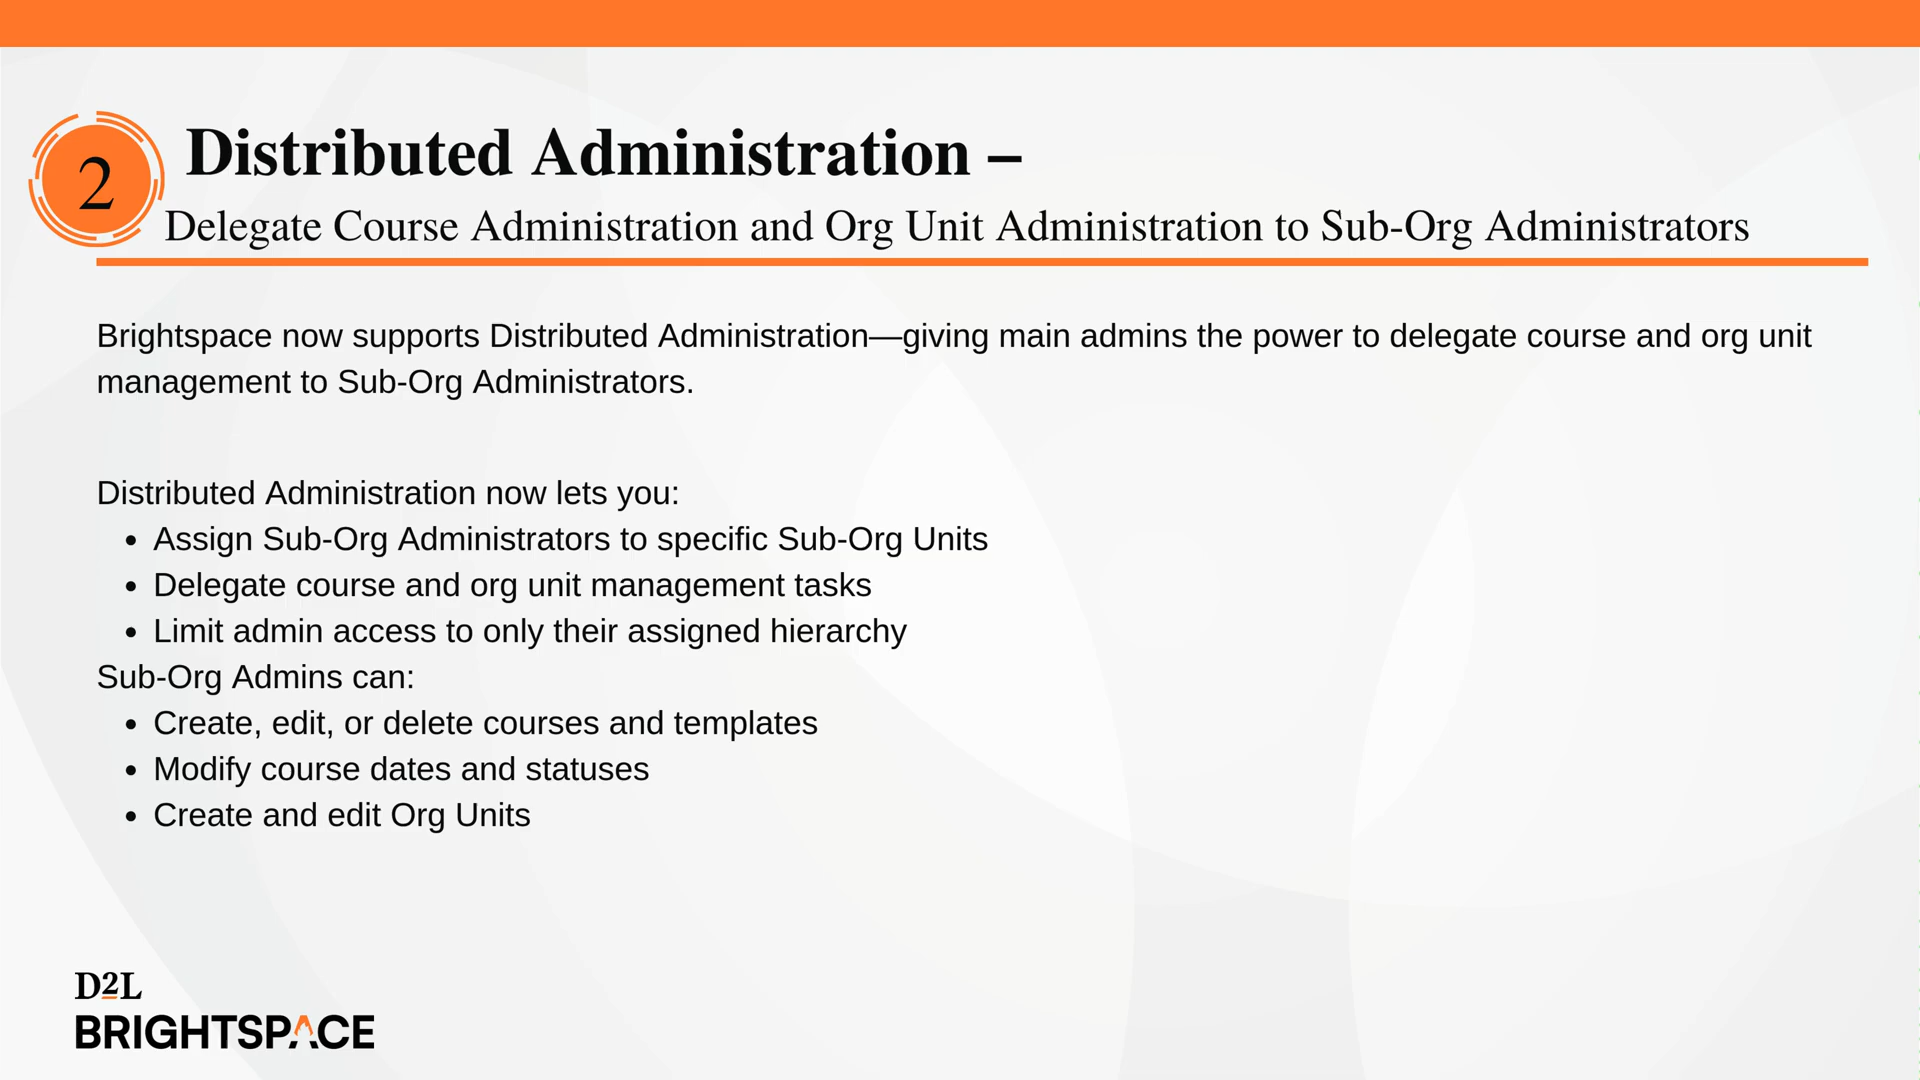 2
Distributed Administration –
Delegate Course Administration and Org Unit Administration to Sub-Org Administrators
Brightspace now supports Distributed Administration—giving main admins the power to delegate course and org unit
management to Sub-Org Administrators.
Distributed Administration now lets you:
• Assign Sub-Org Administrators to specific Sub-Org Units
• Delegate course and org unit management tasks
• Limit admin access to only their assigned hierarchy
Sub-Org Admins can:
• Create, edit, or delete courses and templates
• Modify course dates and statuses
• Create and edit Org Units
D2L
BRIGHTSPACE